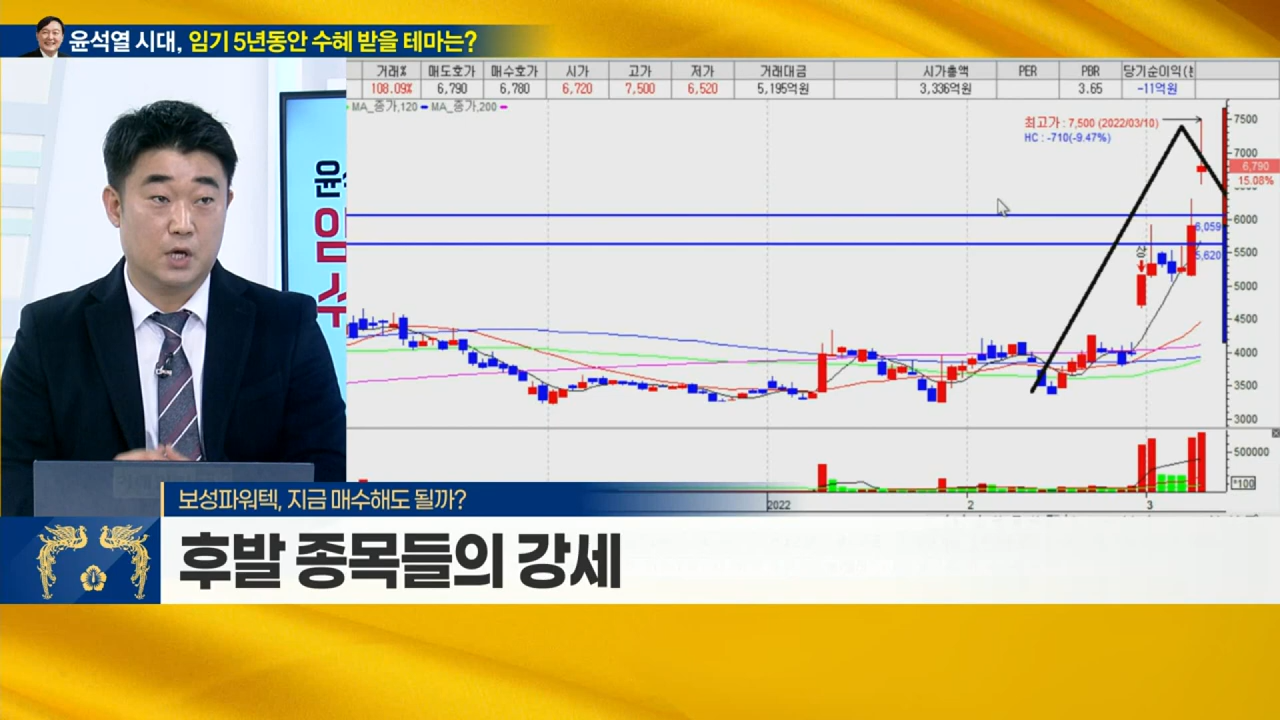 윤석열 시대, 임기 5년동안 수혜 받을 테마는?
거래% 매도호가 매수호가 시가 고가 저가 거래대금 시가총액 PER PBR 당기순미익(
108.09% 6,790 6,780 6,720 7,500 6,520 5,195억원 3,336억원 3.65 -11억원
MA_종가,120 MA_종가,200
최고가 : 7,500 (2022/03/10)
HC : -710(-9.47%)
7500
7000
6,790
15.08%
6000
6,059
5500
5,620
상
5000
4500
4000
3500
3000
500000
*100
2022 2 3
보성파워텍, 지금 매수해도 될까?
후발 종목들의 강세